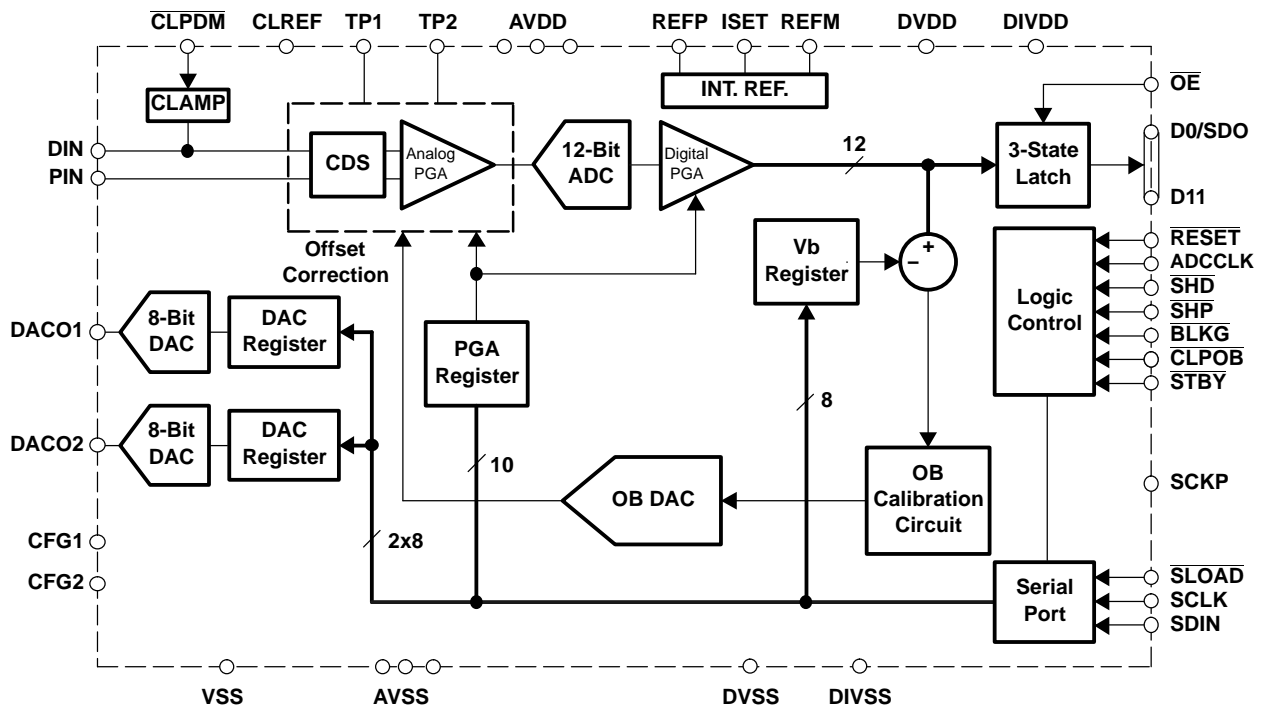 CLPDM CLREF TP1 TP2 AVDD REFP ISET REFM DVDD DIVDD
INT. REF.
OE
CLAMP
D0/SDO
DIN
CDS
Analog
PGA
12-Bit
ADC
Digital
PGA
12
3-State
Latch
PIN
D11
Offset
Correction
Vb
Register
+
−
RESET
ADCCLK
SHD
SHP
BLKG
CLPOB
STBY
Logic
Control
DACO1
8-Bit
DAC
DAC
Register
PGA
Register
8
DACO2
8-Bit
DAC
DAC
Register
10
OB DAC
OB
Calibration
Circuit
SCKP
CFG1
2x8
CFG2
Serial
Port
SLOAD
SCLK
SDIN
VSS AVSS DVSS DIVSS